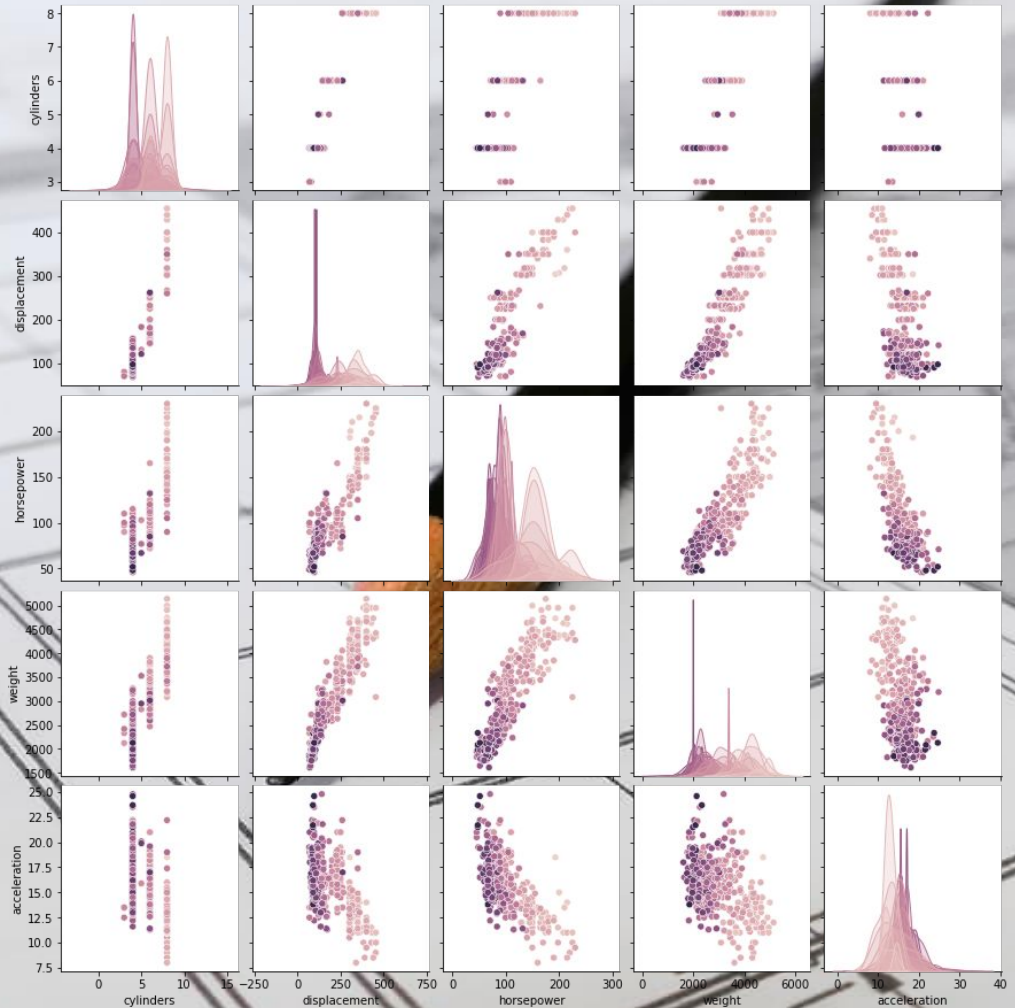 cylinders
8
7
6
5
4
3
displacement
400
300
200
100
horsepower
200
150
100
50
weight
5000
4500
4000
3500
3000
2500
2000
1500
acceleration
25.0
22.5
20.0
17.5
15.0
12.5
10.0
7.5
0 5 10 15
−250 0 250 500 750
0 100 200 300
0 2000 4000 6000
0 10 20 30 40
cylinders displacement horsepower weight acceleration